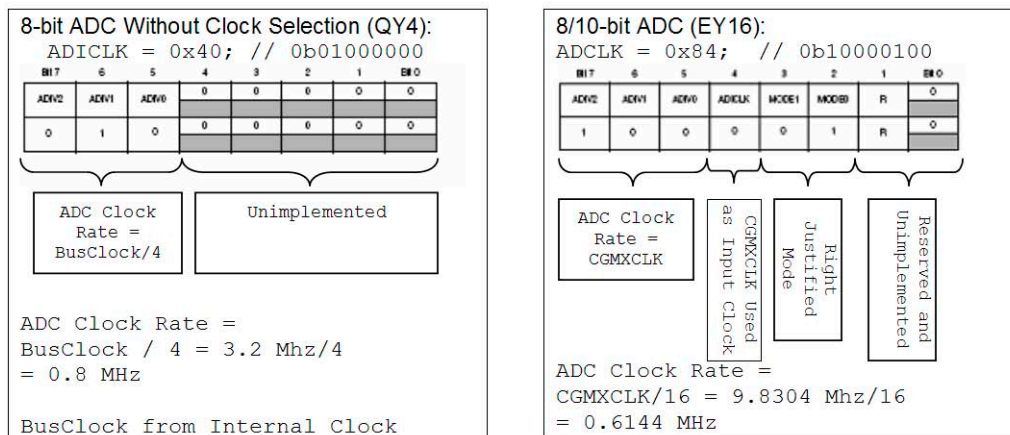 8-bit ADC Without Clock Selection (QY4):
ADICLK = 0x40; // 0b01000000
Bit 7 6 5 4 3 2 1 Bit 0
ADIV2 ADIV1 ADIV0 0 0 0 0 0
0 1 0 0 0 0 0 0
ADC Clock
Rate =
BusClock/4
Unimplemented
ADC Clock Rate =
BusClock / 4 = 3.2 Mhz/4
= 0.8 MHz
BusClock from Internal Clock
8/10-bit ADC (EY16):
ADCLK = 0x84; // 0b10000100
Bit 7 6 5 4 3 2 1 Bit 0
ADIV2 ADIV1 ADIV0 ADICLK MODE1 MODE0 R 0
1 0 0 0 0 1 R 0
ADC Clock
Rate =
CGMXCLK
CGMXCLK Used
as Input Clock
Right
Justified
Mode
Reserved and
Unimplemented
ADC Clock Rate =
CGMXCLK/16 = 9.8304 Mhz/16
= 0.6144 MHz